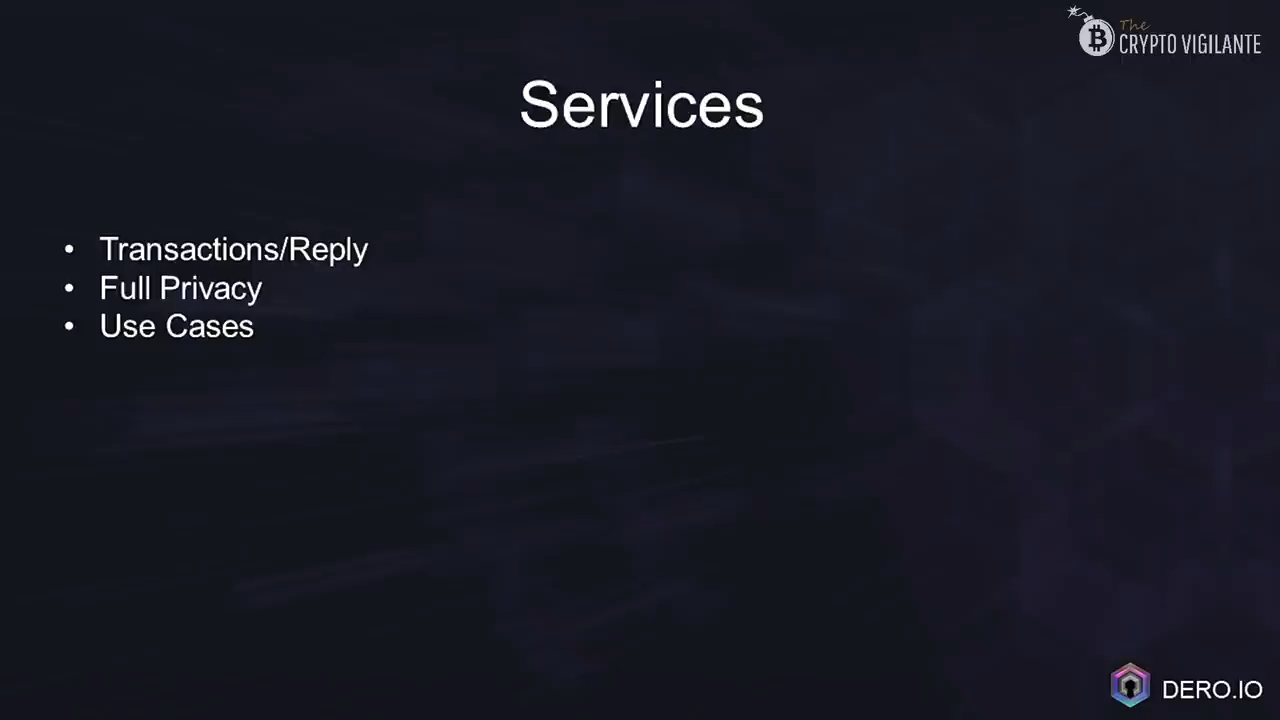 The
CRYPTO VIGILANTE
Services
• Transactions/Reply
• Full Privacy
• Use Cases
DERO.IO